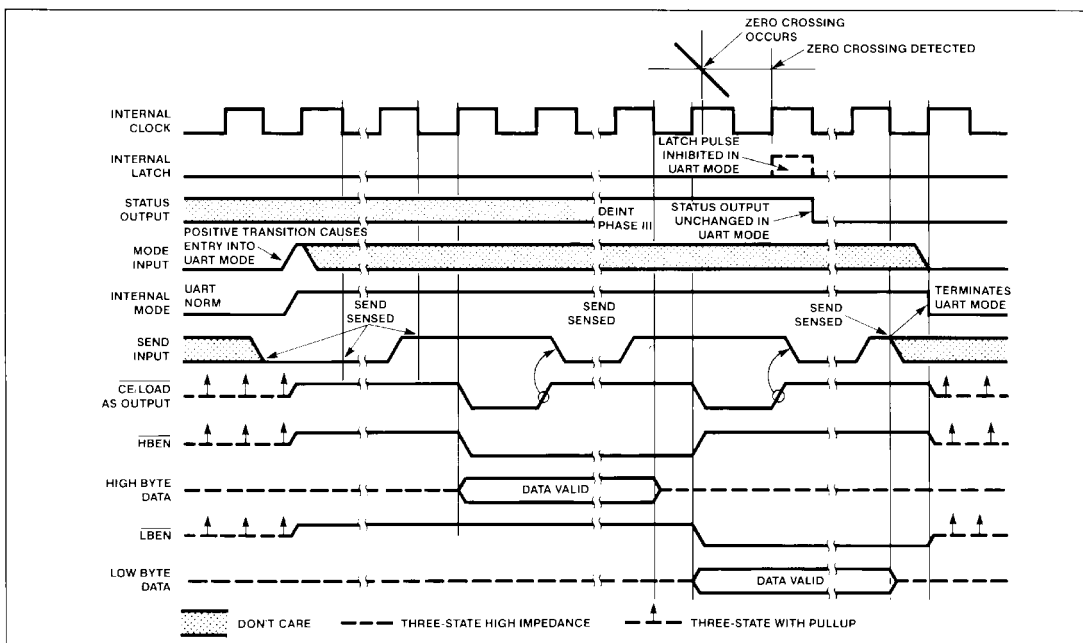 ZERO CROSSING
OCCURS
ZERO CROSSING DETECTED
INTERNAL
CLOCK
LATCH PULSE
INHIBITED IN
UART MODE
INTERNAL
LATCH
STATUS
OUTPUT
DEINT
PHASE III
STATUS OUTPUT
UNCHANGED IN
UART MODE
POSITIVE TRANSITION CAUSES
ENTRY INTO
UART MODE
MODE
INPUT
INTERNAL
MODE
UART
NORM
SEND
SENSED
SEND
SENSED
SEND
SENSED
TERMINATES
UART MODE
SEND
INPUT
CE/LOAD
AS OUTPUT
HBEN
HIGH BYTE
DATA
DATA VALID
LBEN
LOW BYTE
DATA
DATA VALID
DON'T CARE
THREE-STATE HIGH IMPEDANCE
THREE-STATE WITH PULLUP